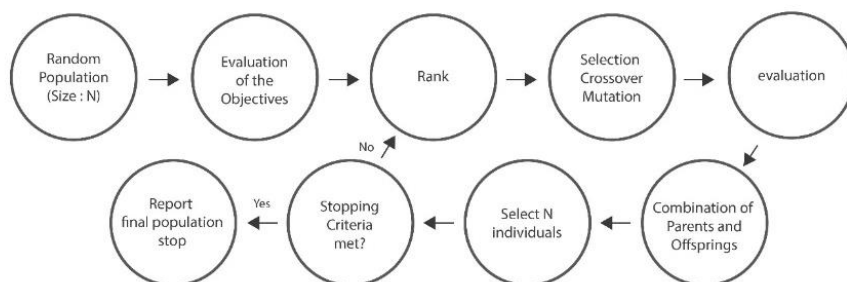 Random
Population
(Size : N)
Evaluation
of the
Objectives
Rank
Selection
Crossover
Mutation
evaluation
No
Report
final population
stop
Yes
Stopping
Criteria
met?
Select N
individuals
Combination of
Parents and
Offsprings